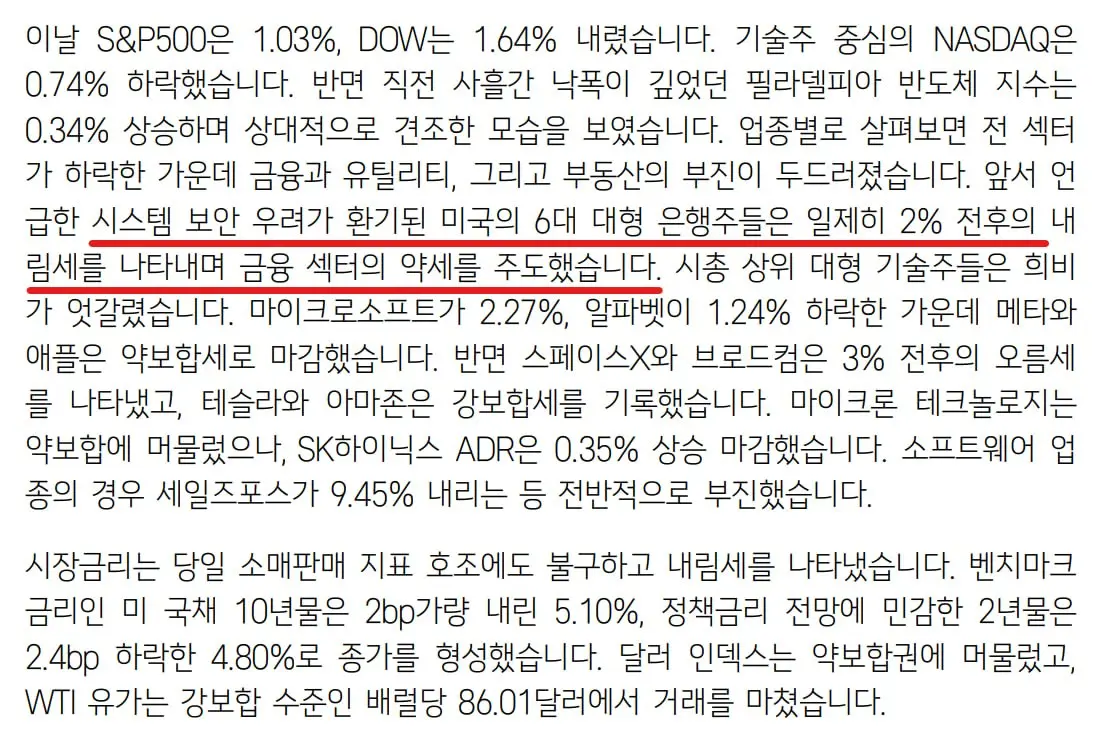 이날 S&P500은 1.03%, DOW는 1.64% 내렸습니다. 기술주 중심의 NASDAQ은
0.74% 하락했습니다. 반면 직전 사흘간 낙폭이 깊었던 필라델피아 반도체 지수는
0.34% 상승하며 상대적으로 견조한 모습을 보였습니다. 업종별로 살펴보면 전 섹터
가 하락한 가운데 금융과 유틸리티, 그리고 부동산의 부진이 두드러졌습니다. 앞서 언
급한 시스템 보안 우려가 환기된 미국의 6대 대형 은행주들은 일제히 2% 전후의 내
림세를 나타내며 금융 섹터의 약세를 주도했습니다. 시총 상위 대형 기술주들은 희비
가 엇갈렸습니다. 마이크로소프트가 2.27%, 알파벳이 1.24% 하락한 가운데 메타와
애플은 약보합세로 마감했습니다. 반면 스페이스X와 브로드컴은 3% 전후의 오름세
를 나타냈고, 테슬라와 아마존은 강보합세를 기록했습니다. 마이크론 테크놀로지는
약보합에 머물렀으나, SK하이닉스 ADR은 0.35% 상승 마감했습니다. 소프트웨어 업
종의 경우 세일즈포스가 9.45% 내리는 등 전반적으로 부진했습니다.
시장금리는 당일 소매판매 지표 호조에도 불구하고 내림세를 나타냈습니다. 벤치마크
금리인 미 국채 10년물은 2bp가량 내린 5.10%, 정책금리 전망에 민감한 2년물은
2.4bp 하락한 4.80%로 종가를 형성했습니다. 달러 인덱스는 약보합권에 머물렀고,
WTI 유가는 강보합 수준인 배럴당 86.01달러에서 거래를 마쳤습니다.